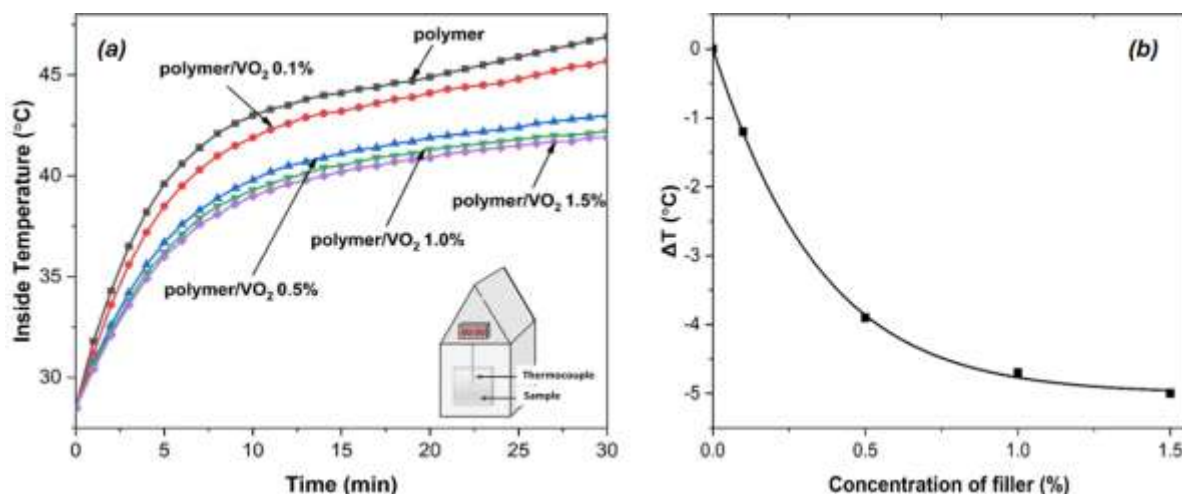 (a)
polymer
polymer/VO₂ 0.1%
polymer/VO₂ 1.5%
polymer/VO₂ 1.0%
polymer/VO₂ 0.5%
Thermocouple
Sample
45
40
35
30
Inside Temperature (°C)
0 5 10 15 20 25 30
Time (min)
(b)
0
-1
-2
-3
-4
-5
ΔT (°C)
0.0 0.5 1.0 1.5
Concentration of filler (%)